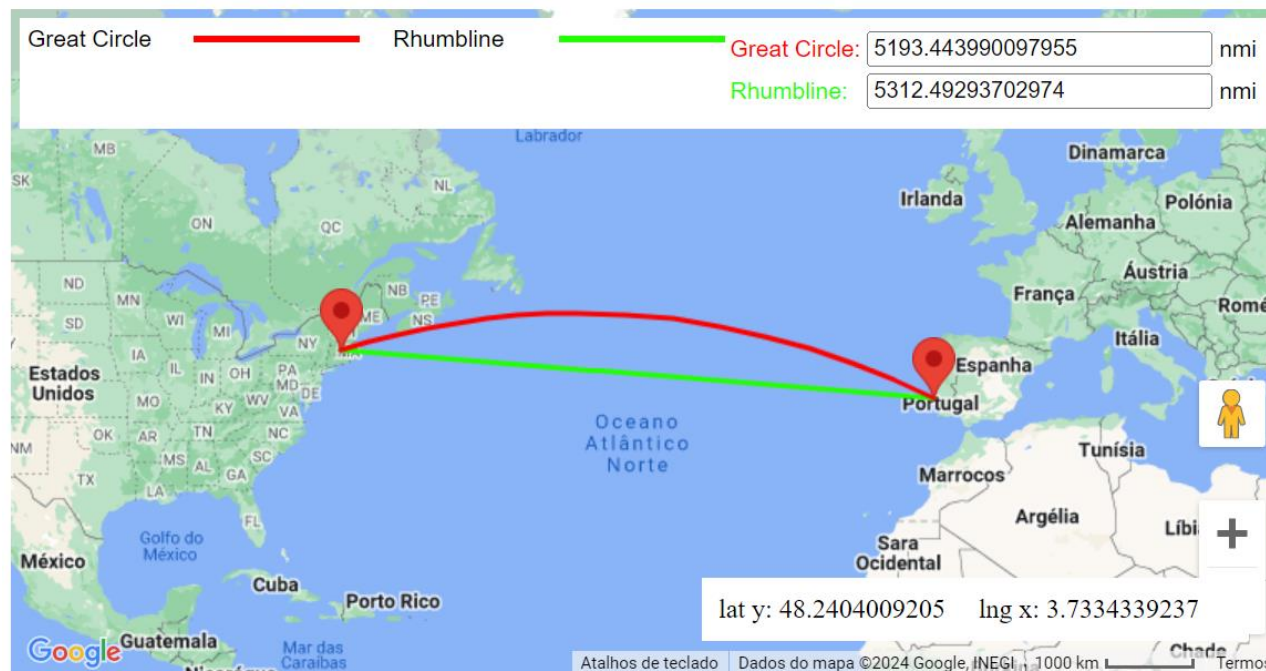 Great Circle
Rhumbline
Great Circle: 5193.443990097955 nmi
Rhumbline: 5312.49293702974 nmi
Labrador
MB
SK
NL
ON
QC
Dinamarca
Irlanda
Polónia
Alemanha
Áustria
França
Romé
Itália
ND
MN
NB
PE
ME
NS
SD
WI
MI
NY
MA
Espanha
Portugal
Estados
Unidos
IA
IL
IN
OH
PA
MD
DE
MO
KY
WV
VA
OK
AR
TN
NC
NM
MS
AL
SC
GA
TX
LA
FL
Oceano
Atlântico
Norte
Tunísia
Marrocos
Argélia
Líbi
Sara
Ocidental
Golfo do
México
México
Cuba
Porto Rico
Guatemala
Mar das
Caraíbas
lat y: 48.2404009205 lng x: 3.7334339237
Google
Chade
Atalhos de teclado
Dados do mapa ©2024 Google, INEGI
1000 km
Termos